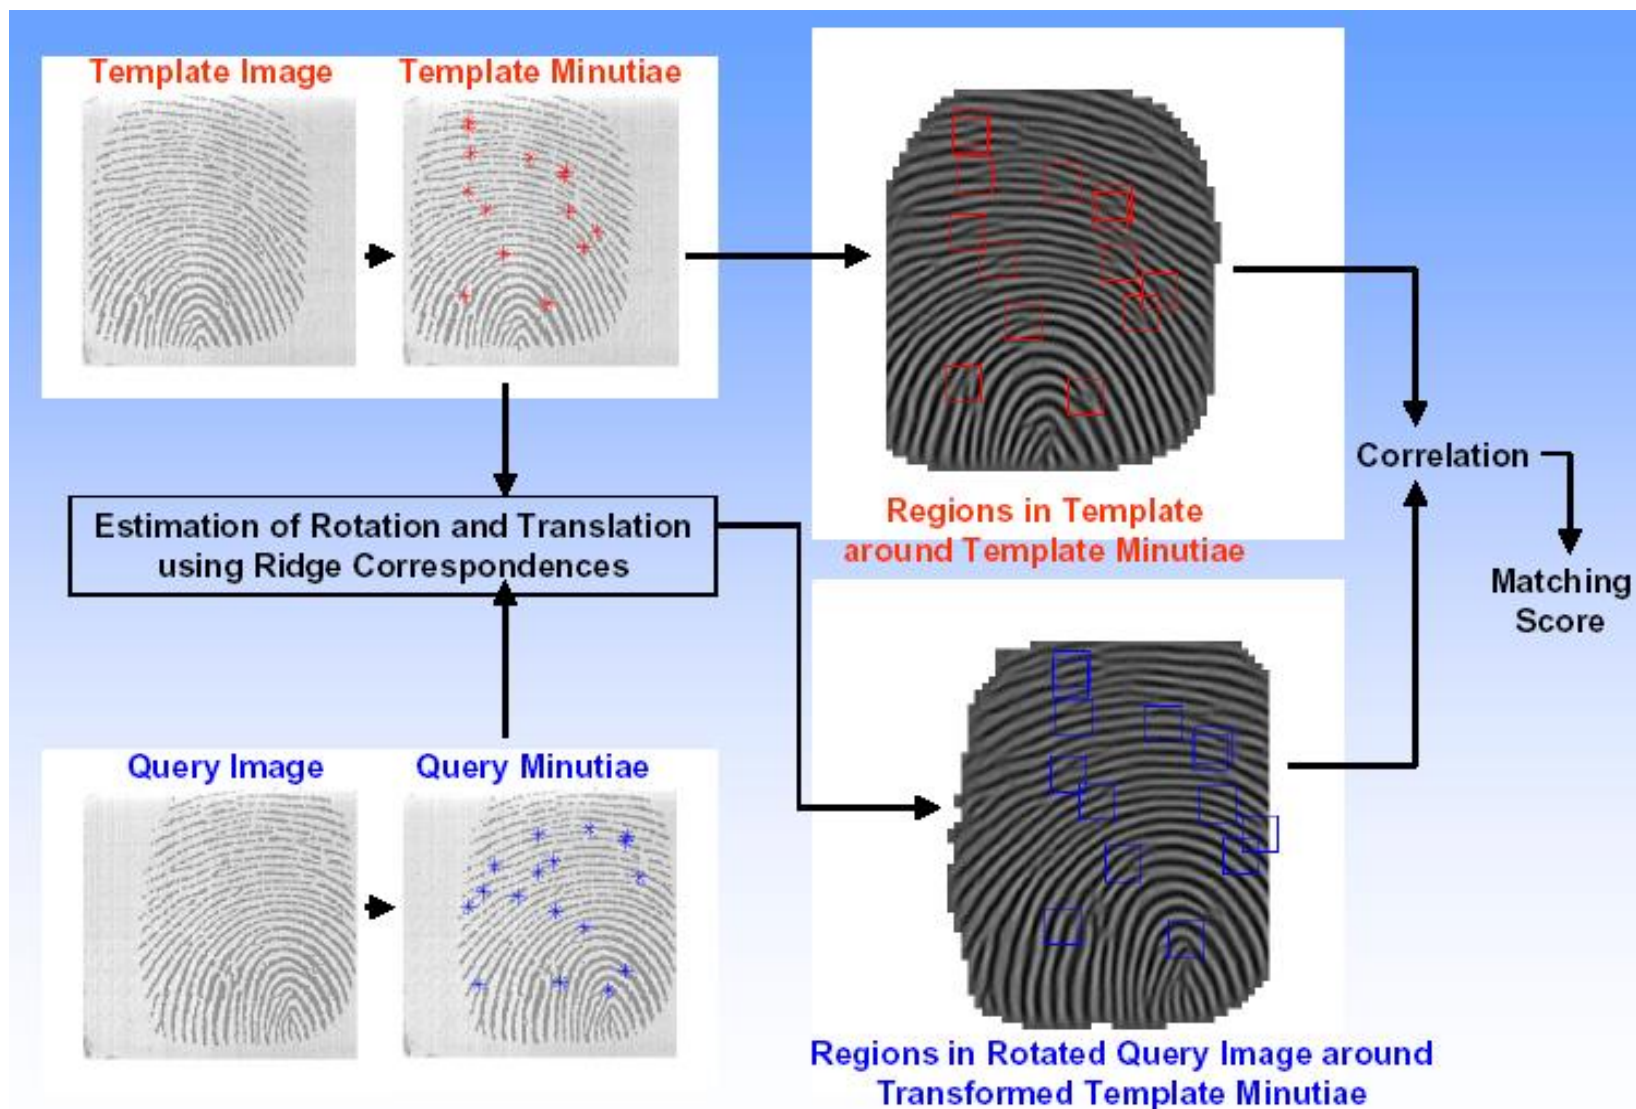 Template Image
Template Minutiae
Regions in Template
around Template Minutiae
Estimation of Rotation and Translation
using Ridge Correspondences
Correlation
Matching
Score
Query Image
Query Minutiae
Regions in Rotated Query Image around
Transformed Template Minutiae